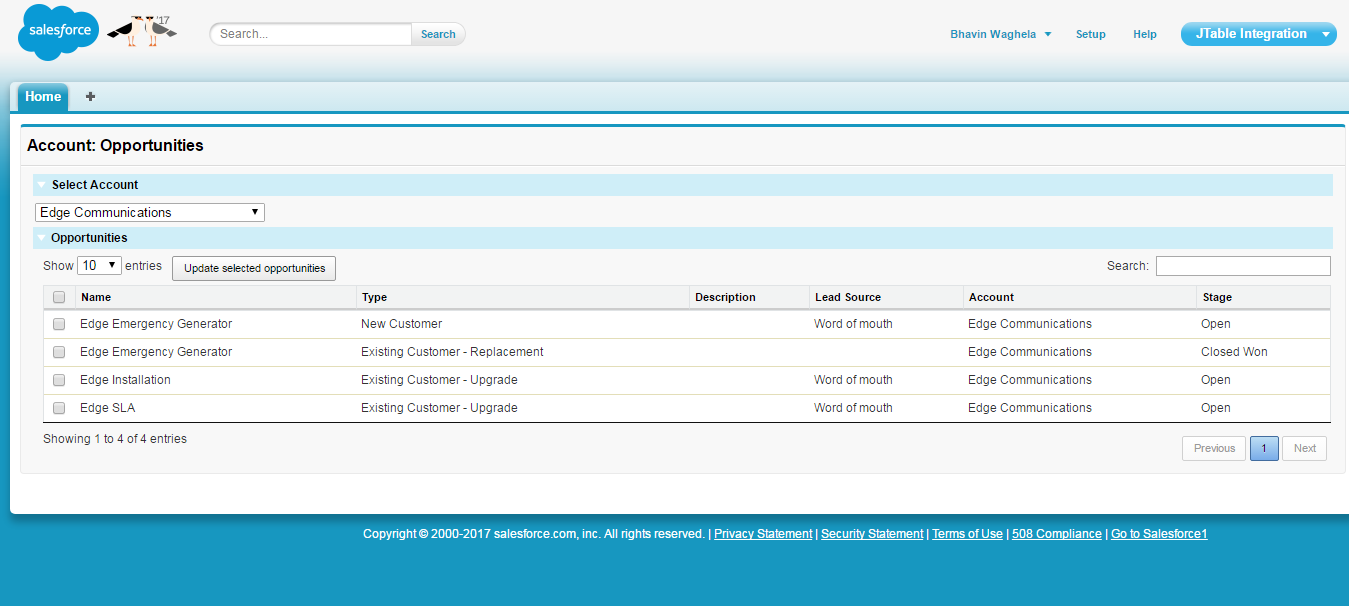 salesforce
'17
Search...
Search
Bhavin Waghela
Setup
Help
JTable Integration
Home
Account: Opportunities
Select Account
Edge Communications
Opportunities
Show 10 entries
Update selected opportunities
Search:
Name Type Description Lead Source Account Stage
Edge Emergency Generator New Customer Word of mouth Edge Communications Open
Edge Emergency Generator Existing Customer - Replacement Edge Communications Closed Won
Edge Installation Existing Customer - Upgrade Word of mouth Edge Communications Open
Edge SLA Existing Customer - Upgrade Word of mouth Edge Communications Open
Showing 1 to 4 of 4 entries
Previous 1 Next
Copyright © 2000-2017 salesforce.com, inc. All rights reserved. | Privacy Statement | Security Statement | Terms of Use | 508 Compliance | Go to Salesforce1